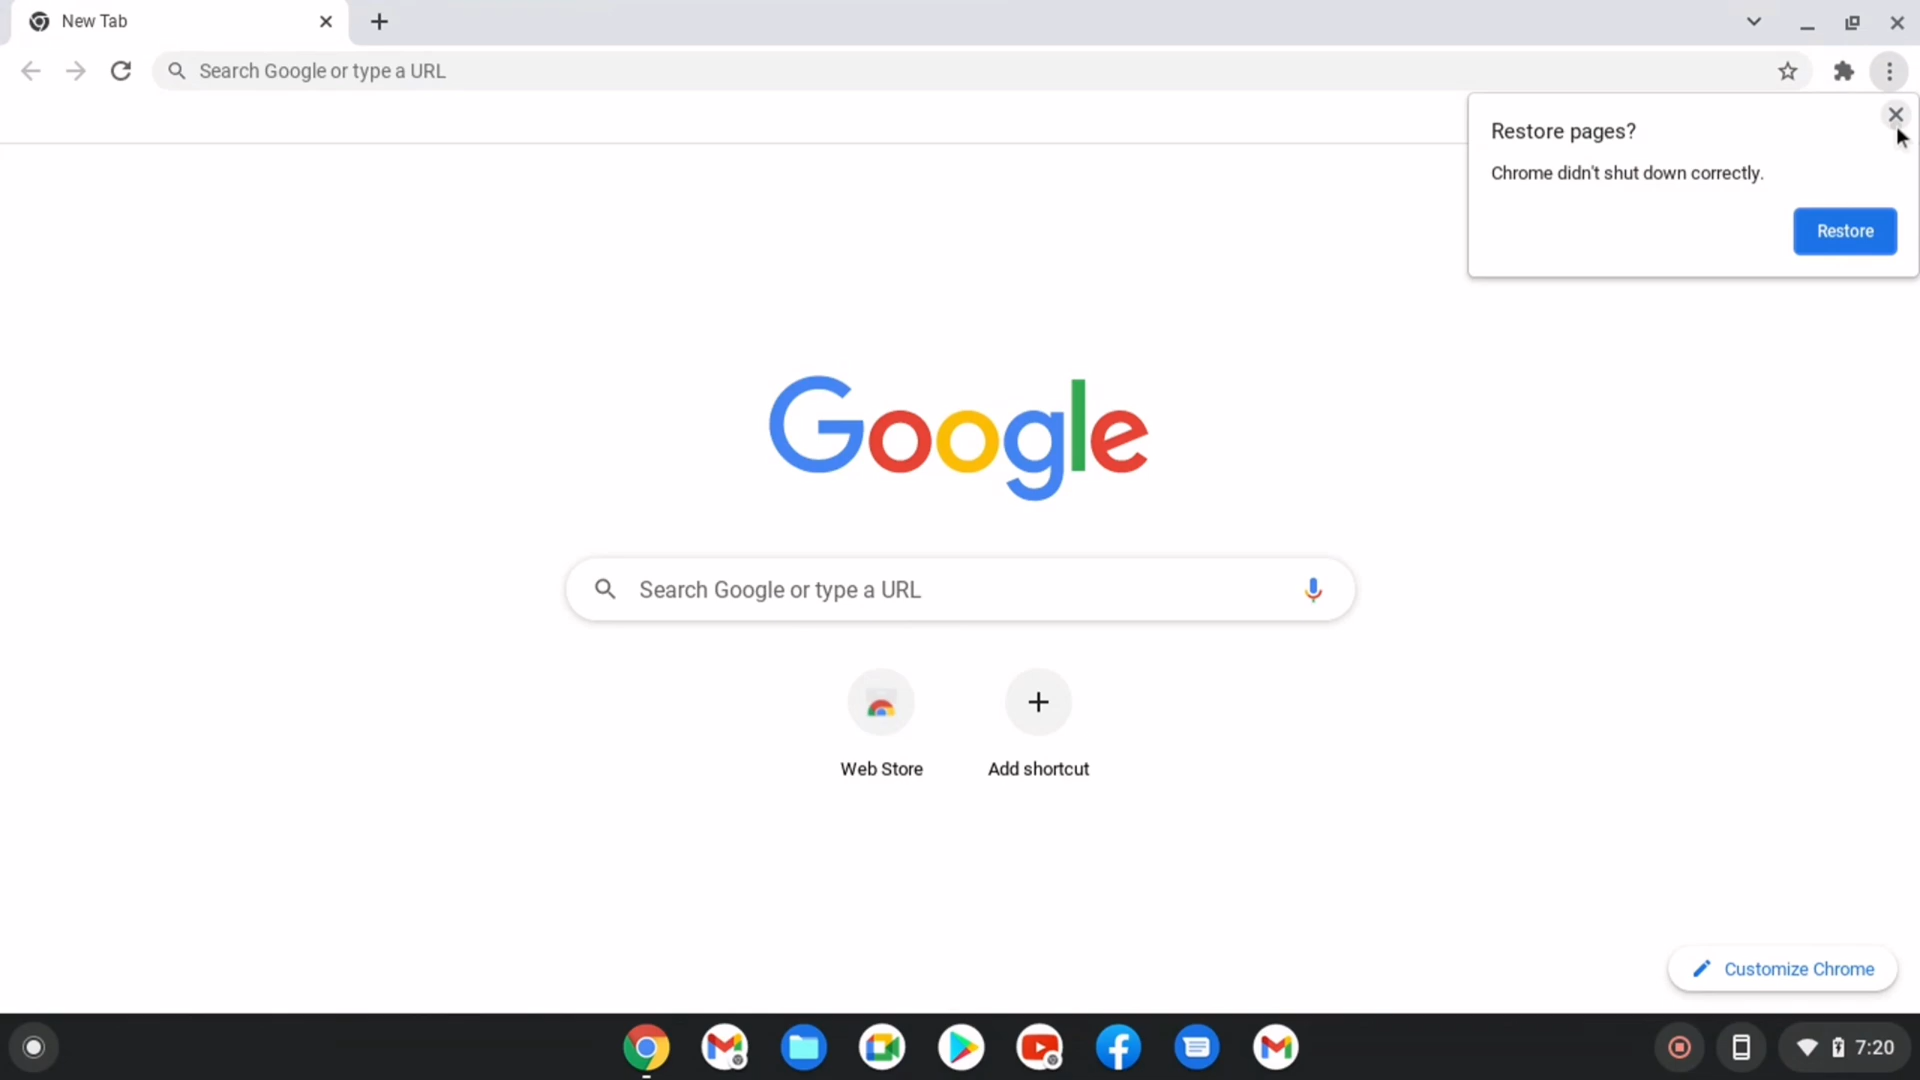 New Tab
Search Google or type a URL
Restore pages?
Chrome didn't shut down correctly.
Restore
Google
Search Google or type a URL
Web Store
Add shortcut
Customize Chrome
7:20